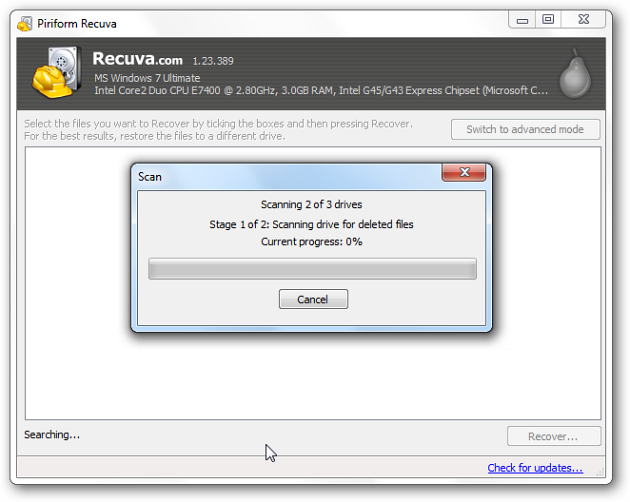 Piriform Recuva
Recuva.com 1.23.389
MS Windows 7 Ultimate
Intel Core2 Duo CPU E7400 @ 2.80GHz, 3.0GB RAM, Intel G45/G43 Express Chipset (Microsoft C...
Select the files you want to Recover by ticking the boxes and then pressing Recover.
For the best results, restore the files to a different drive.
Switch to advanced mode
Scan
Scanning 2 of 3 drives
Stage 1 of 2: Scanning drive for deleted files
Current progress: 0%
Cancel
Searching...
Recover...
Check for updates...